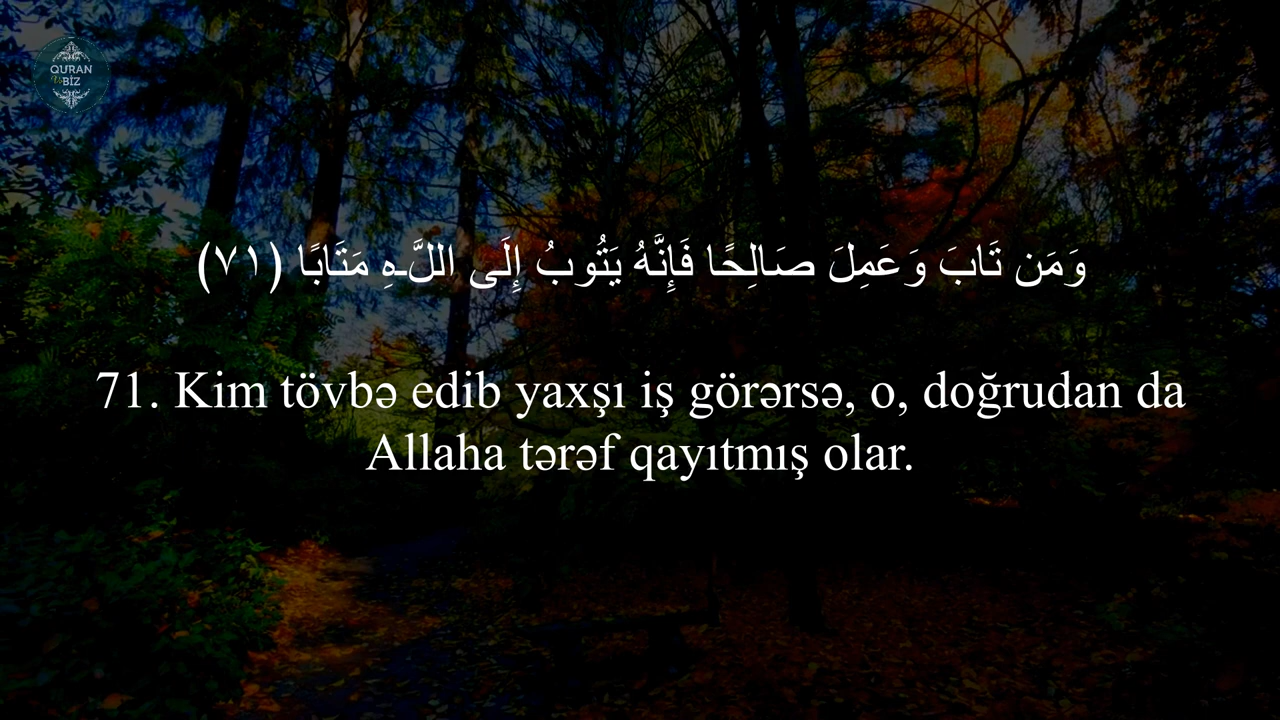 QURAN
BİZ
وَمَن تَابَ وَعَمِلَ صَالِحًا فَإِنَّهُ يَتُوبُ إِلَى اللَّـهِ مَتَابًا ﴿٧١﴾
71. Kim tövbə edib yaxşı iş görərsə, o, doğrudan da
Allaha tərəf qayıtmış olar.